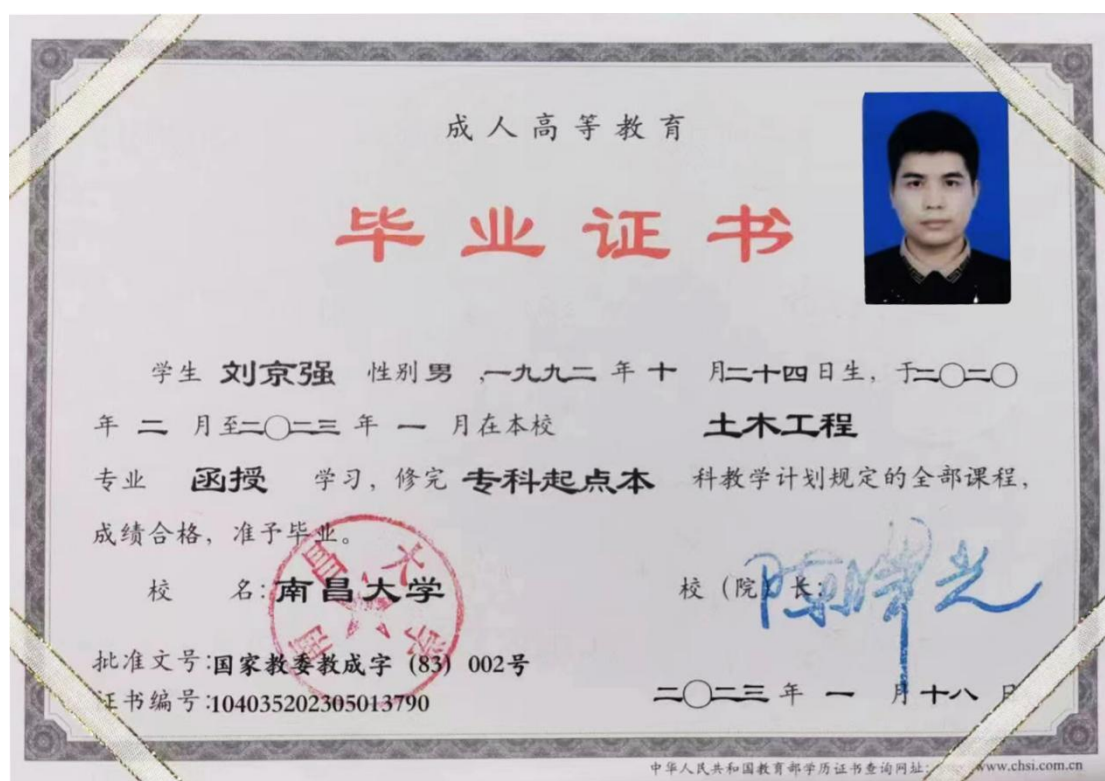 成人高等教育
毕业证书
学生 刘京强 性别 男 ,一九九二 年 十 月二十四日生，于二〇二〇
年 二 月至二〇二三 年 一 月在本校 土木工程
专业 函授 学习，修完 专科起点本 科教学计划规定的全部课程，
成绩合格，准予毕业。
校 名:南昌大学 校（院）长:
南昌大学
批准文号:国家教委教成字 (83) 002号
证书编号:104035202305013790
二〇二三 年 一 月 十八 日
中华人民共和国教育部学历证书查询网址: www.chsi.com.cn